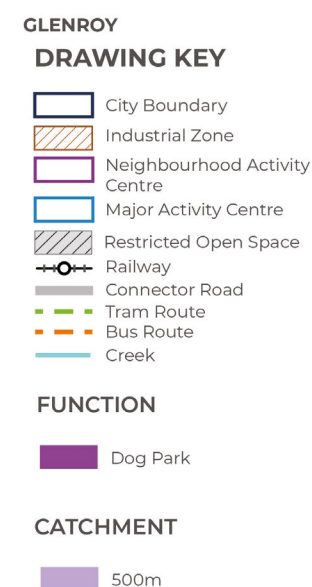 GLENROY
DRAWING KEY
City Boundary
Industrial Zone
Neighbourhood Activity
Centre
Major Activity Centre
Restricted Open Space
Railway
Connector Road
Tram Route
Bus Route
Creek
FUNCTION
Dog Park
CATCHMENT
500m